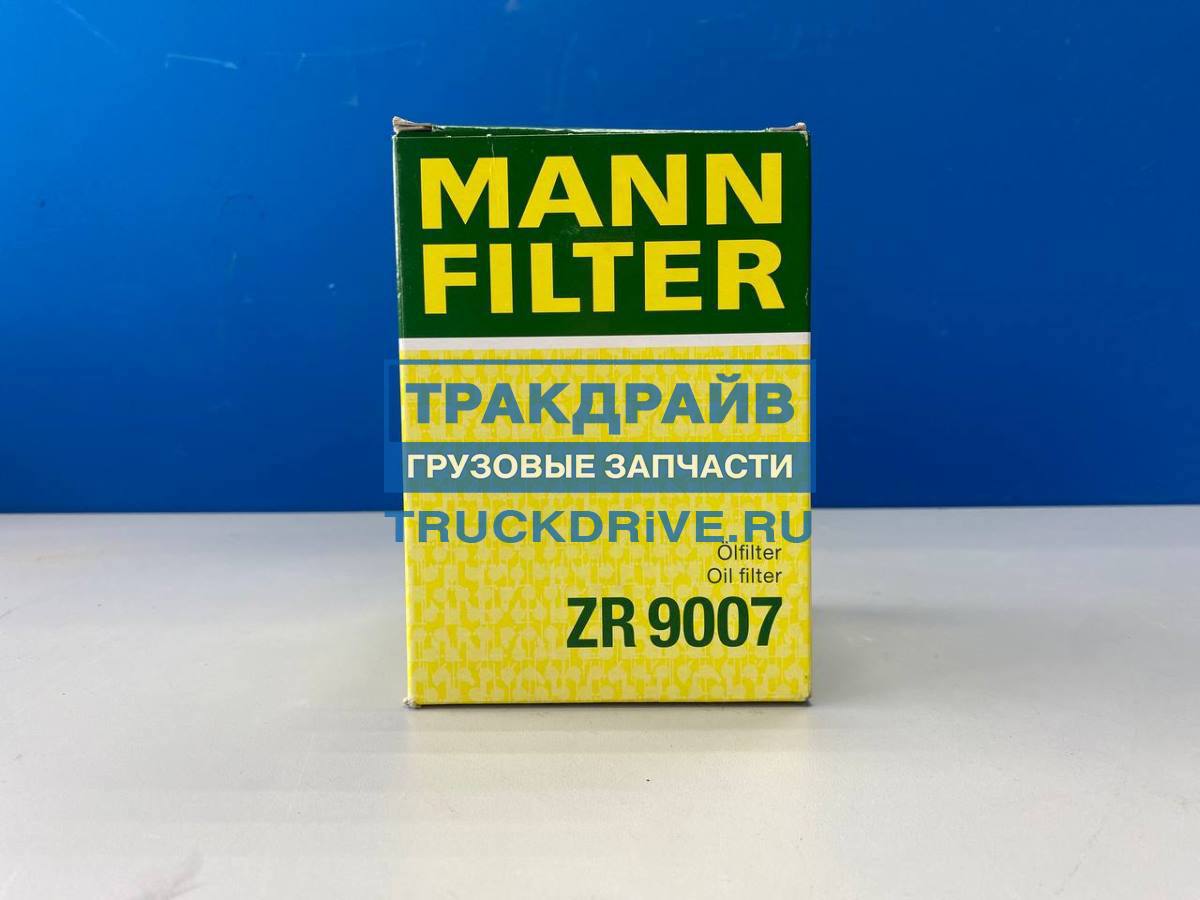 MANN
FILTER
ТРАКДРАЙВ
ГРУЗОВЫЕ ЗАПЧАСТИ
TRUCKDRiVE.RU
Ölfilter
Oil filter
ZR 9007